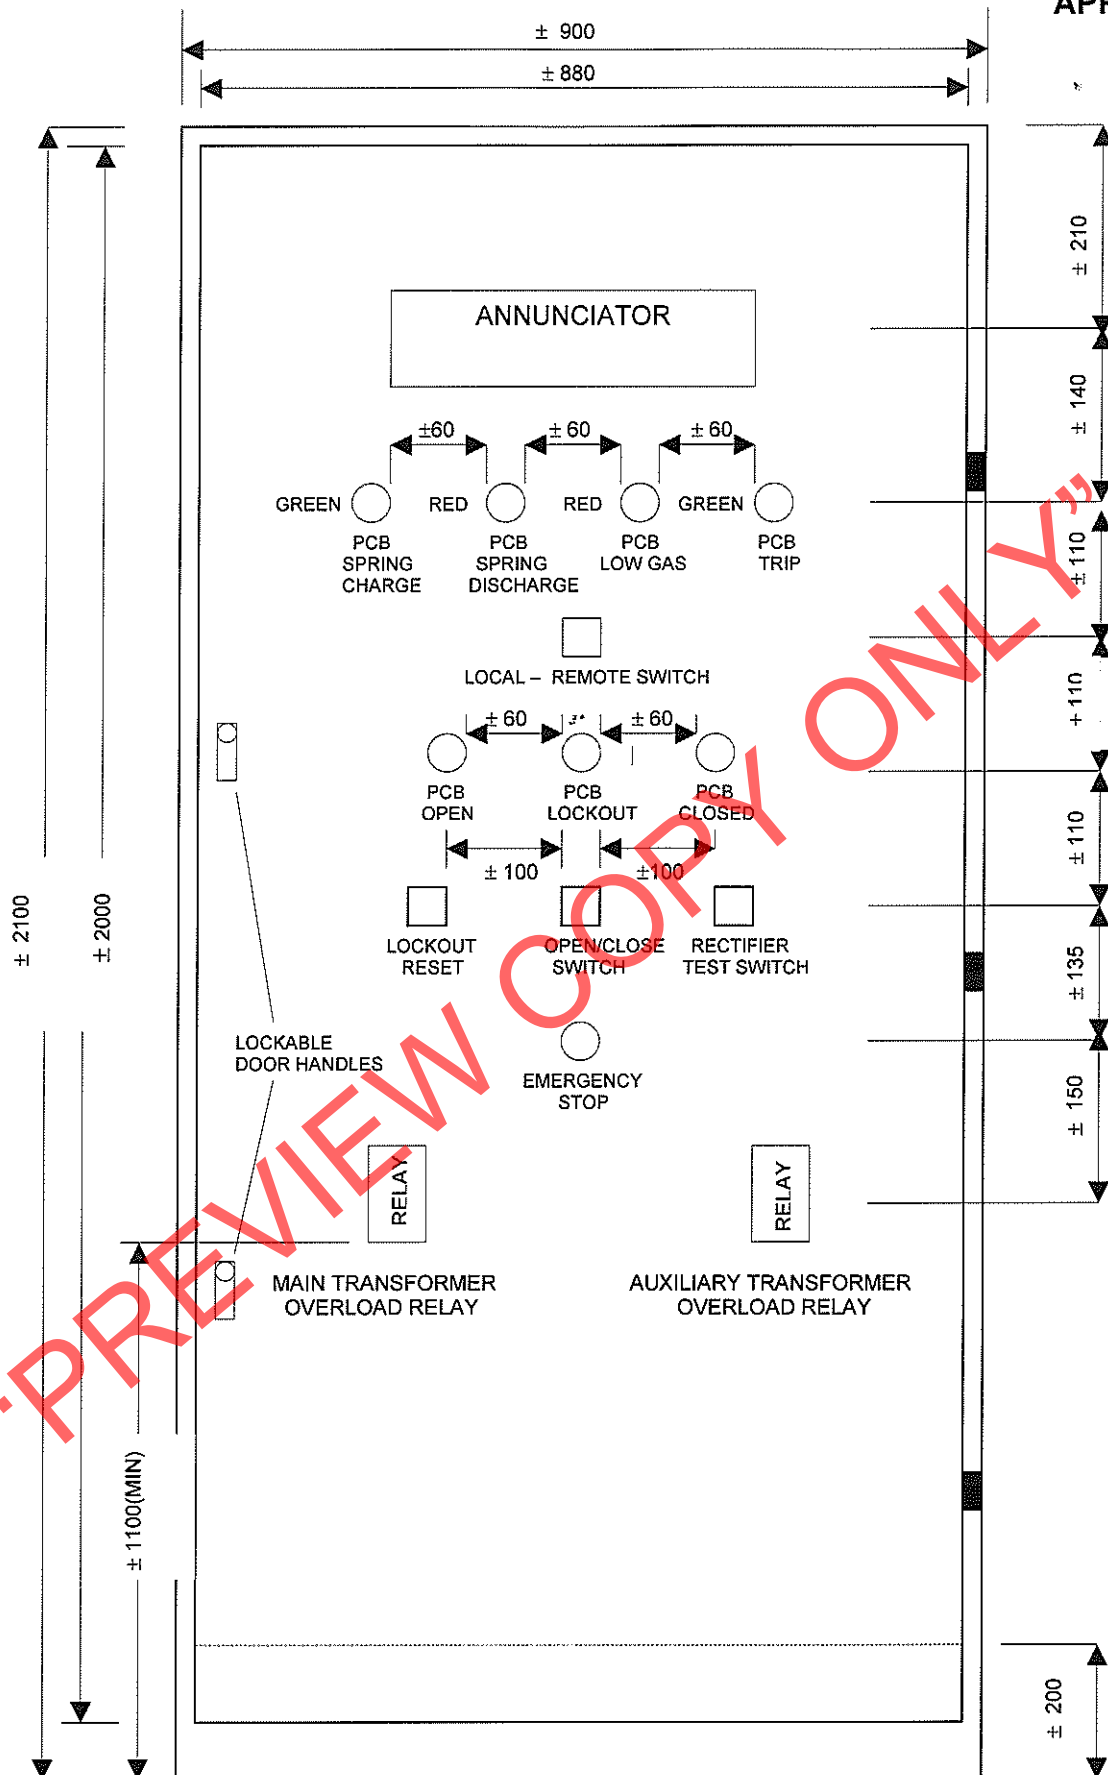 APP
± 900
± 880
± 210
ANNUNCIATOR
± 140
±60
± 60
± 60
GREEN
RED
RED
GREEN
PCB
SPRING
CHARGE
PCB
SPRING
DISCHARGE
PCB
LOW GAS
PCB
TRIP
± 110
LOCAL – REMOTE SWITCH
+ 110
± 60
± 60
PCB
OPEN
PCB
LOCKOUT
PCB
CLOSED
± 110
± 100
±100
± 2100
± 2000
LOCKOUT
RESET
OPEN/CLOSE
SWITCH
RECTIFIER
TEST SWITCH
± 135
LOCKABLE
DOOR HANDLES
EMERGENCY
STOP
± 150
RELAY
RELAY
MAIN TRANSFORMER
OVERLOAD RELAY
AUXILIARY TRANSFORMER
OVERLOAD RELAY
± 1100(MIN)
± 200
“PREVIEW COPY ONLY”